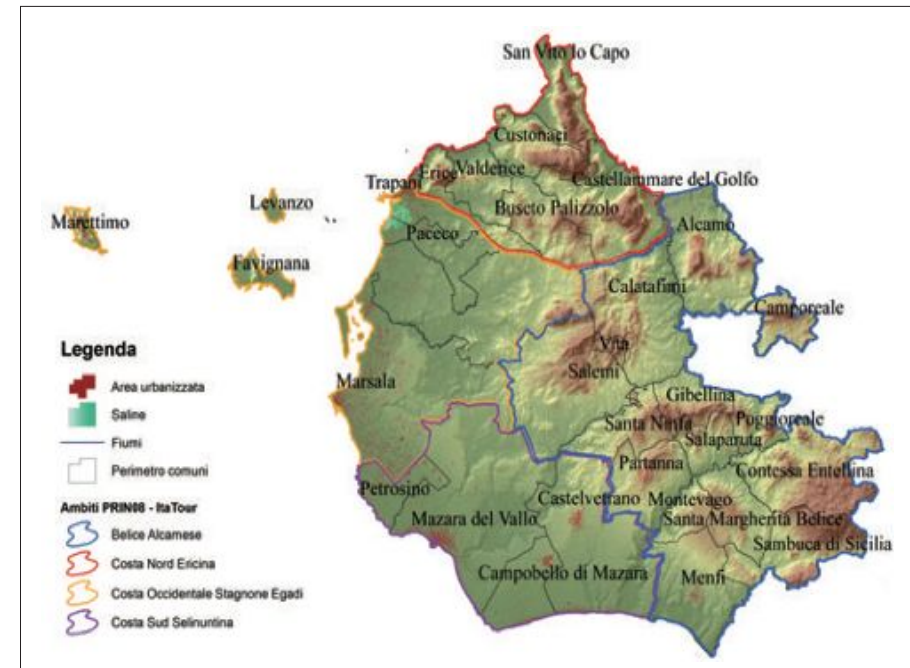 San Vito lo Capo
Custonaci
Erice
Valderice
Trapani
Castellammare del Golfo
Levanzo
Marettimo
Buseto Palizzolo
Alcamo
Paceco
Favignana
Calatafimi
Camporeale
Legenda
Area urbanizzata
Saline
Fiumi
Perimetro comuni
Ambiti PRIN08 - ItaTour
Belice Alcamese
Costa Nord Ericina
Costa Occidentale Stagnone Egadi
Costa Sud Selinuntina
Vita
Salemi
Marsala
Gibellina
Santa Ninfa
Poggioreale
Salaparuta
Partanna
Contessa Entellina
Petrosino
Castelvetrano
Montevago
Mazara del Vallo
Santa Margherita Belice
Sambuca di Sicilia
Campobello di Mazara
Menfi